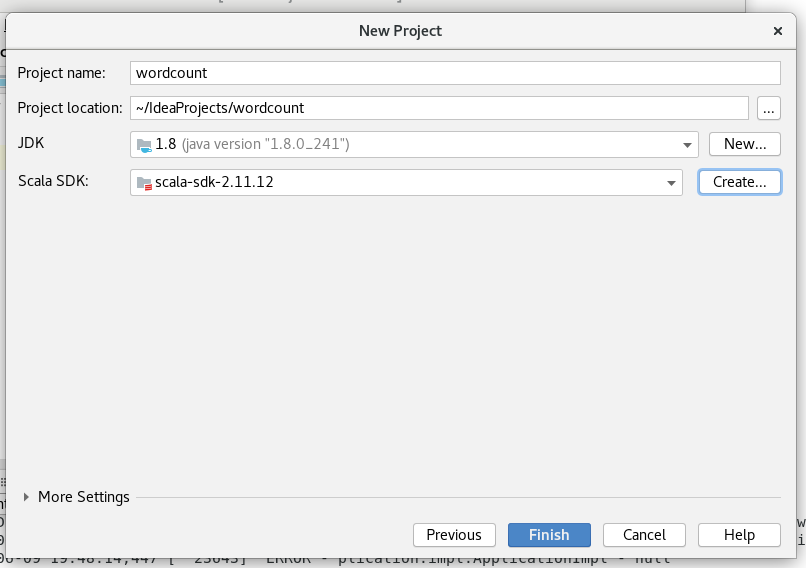 New Project
Project name: wordcount
Project location: ~/IdeaProjects/wordcount ...
JDK 1.8 (java version "1.8.0_241") New...
Scala SDK: scala-sdk-2.11.12 Create...
More Settings
Previous Finish Cancel Help
19:48:14,447 [ 23643] ERROR - plication.impl.ApplicationImpl - null